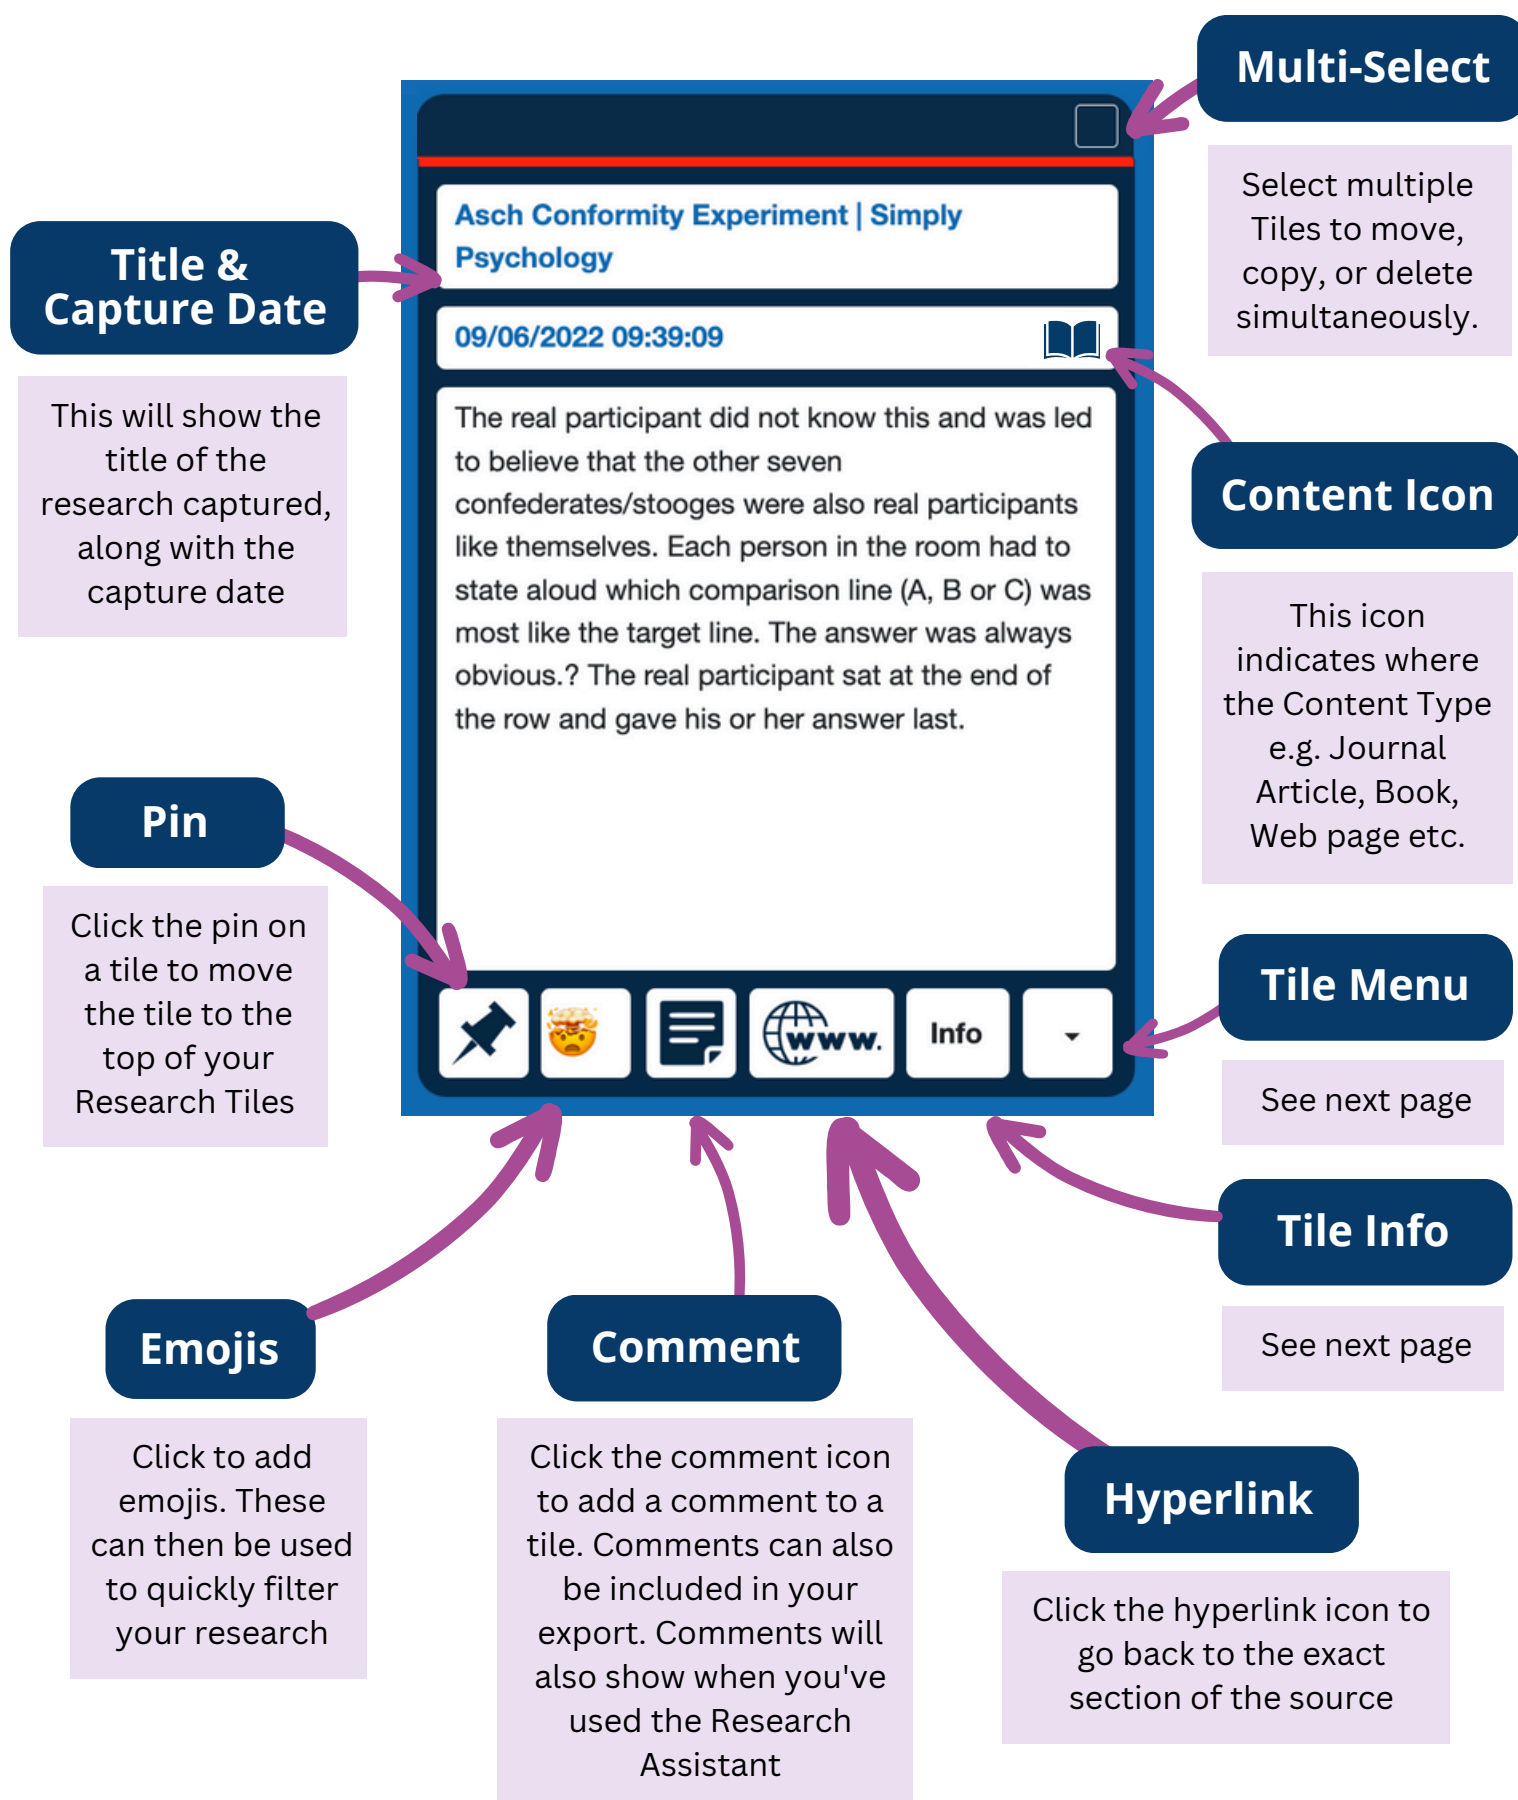 Multi-Select
Select multiple
Tiles to move,
copy, or delete
simultaneously.
Title &
Capture Date
This will show the
title of the
research captured,
along with the
capture date
Asch Conformity Experiment | Simply
Psychology
09/06/2022 09:39:09
The real participant did not know this and was led
to believe that the other seven
confederates/stooges were also real participants
like themselves. Each person in the room had to
state aloud which comparison line (A, B or C) was
most like the target line. The answer was always
obvious.? The real participant sat at the end of
the row and gave his or her answer last.
Content Icon
This icon
indicates where
the Content Type
e.g. Journal
Article, Book,
Web page etc.
Pin
Click the pin on
a tile to move
the tile to the
top of your
Research Tiles
www.
Info
Tile Menu
See next page
Tile Info
See next page
Emojis
Click to add
emojis. These
can then be used
to quickly filter
your research
Comment
Click the comment icon
to add a comment to a
tile. Comments can also
be included in your
export. Comments will
also show when you've
used the Research
Assistant
Hyperlink
Click the hyperlink icon to
go back to the exact
section of the source